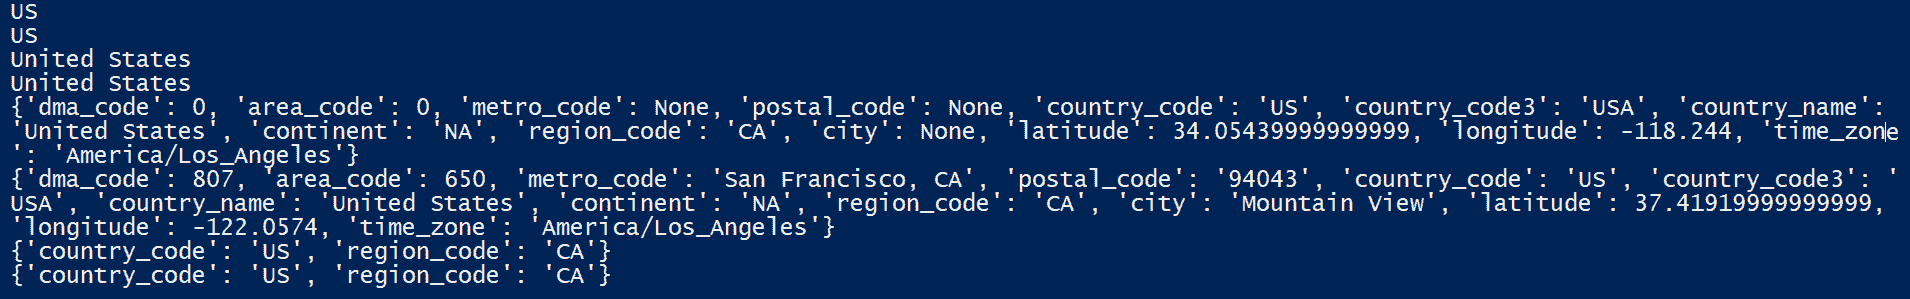 US
US
United States
United States
{'dma_code': 0, 'area_code': 0, 'metro_code': None, 'postal_code': None, 'country_code': 'US', 'country_code3': 'USA', 'country_name':
'United States', 'continent': 'NA', 'region_code': 'CA', 'city': None, 'latitude': 34.05439999999999, 'longitude': -118.244, 'time_zone
': 'America/Los_Angeles'}
{'dma_code': 807, 'area_code': 650, 'metro_code': 'San Francisco, CA', 'postal_code': '94043', 'country_code': 'US', 'country_code3': '
USA', 'country_name': 'United States', 'continent': 'NA', 'region_code': 'CA', 'city': 'Mountain View', 'latitude': 37.41919999999999,
'longitude': -122.0574, 'time_zone': 'America/Los_Angeles'}
{'country_code': 'US', 'region_code': 'CA'}
{'country_code': 'US', 'region_code': 'CA'}